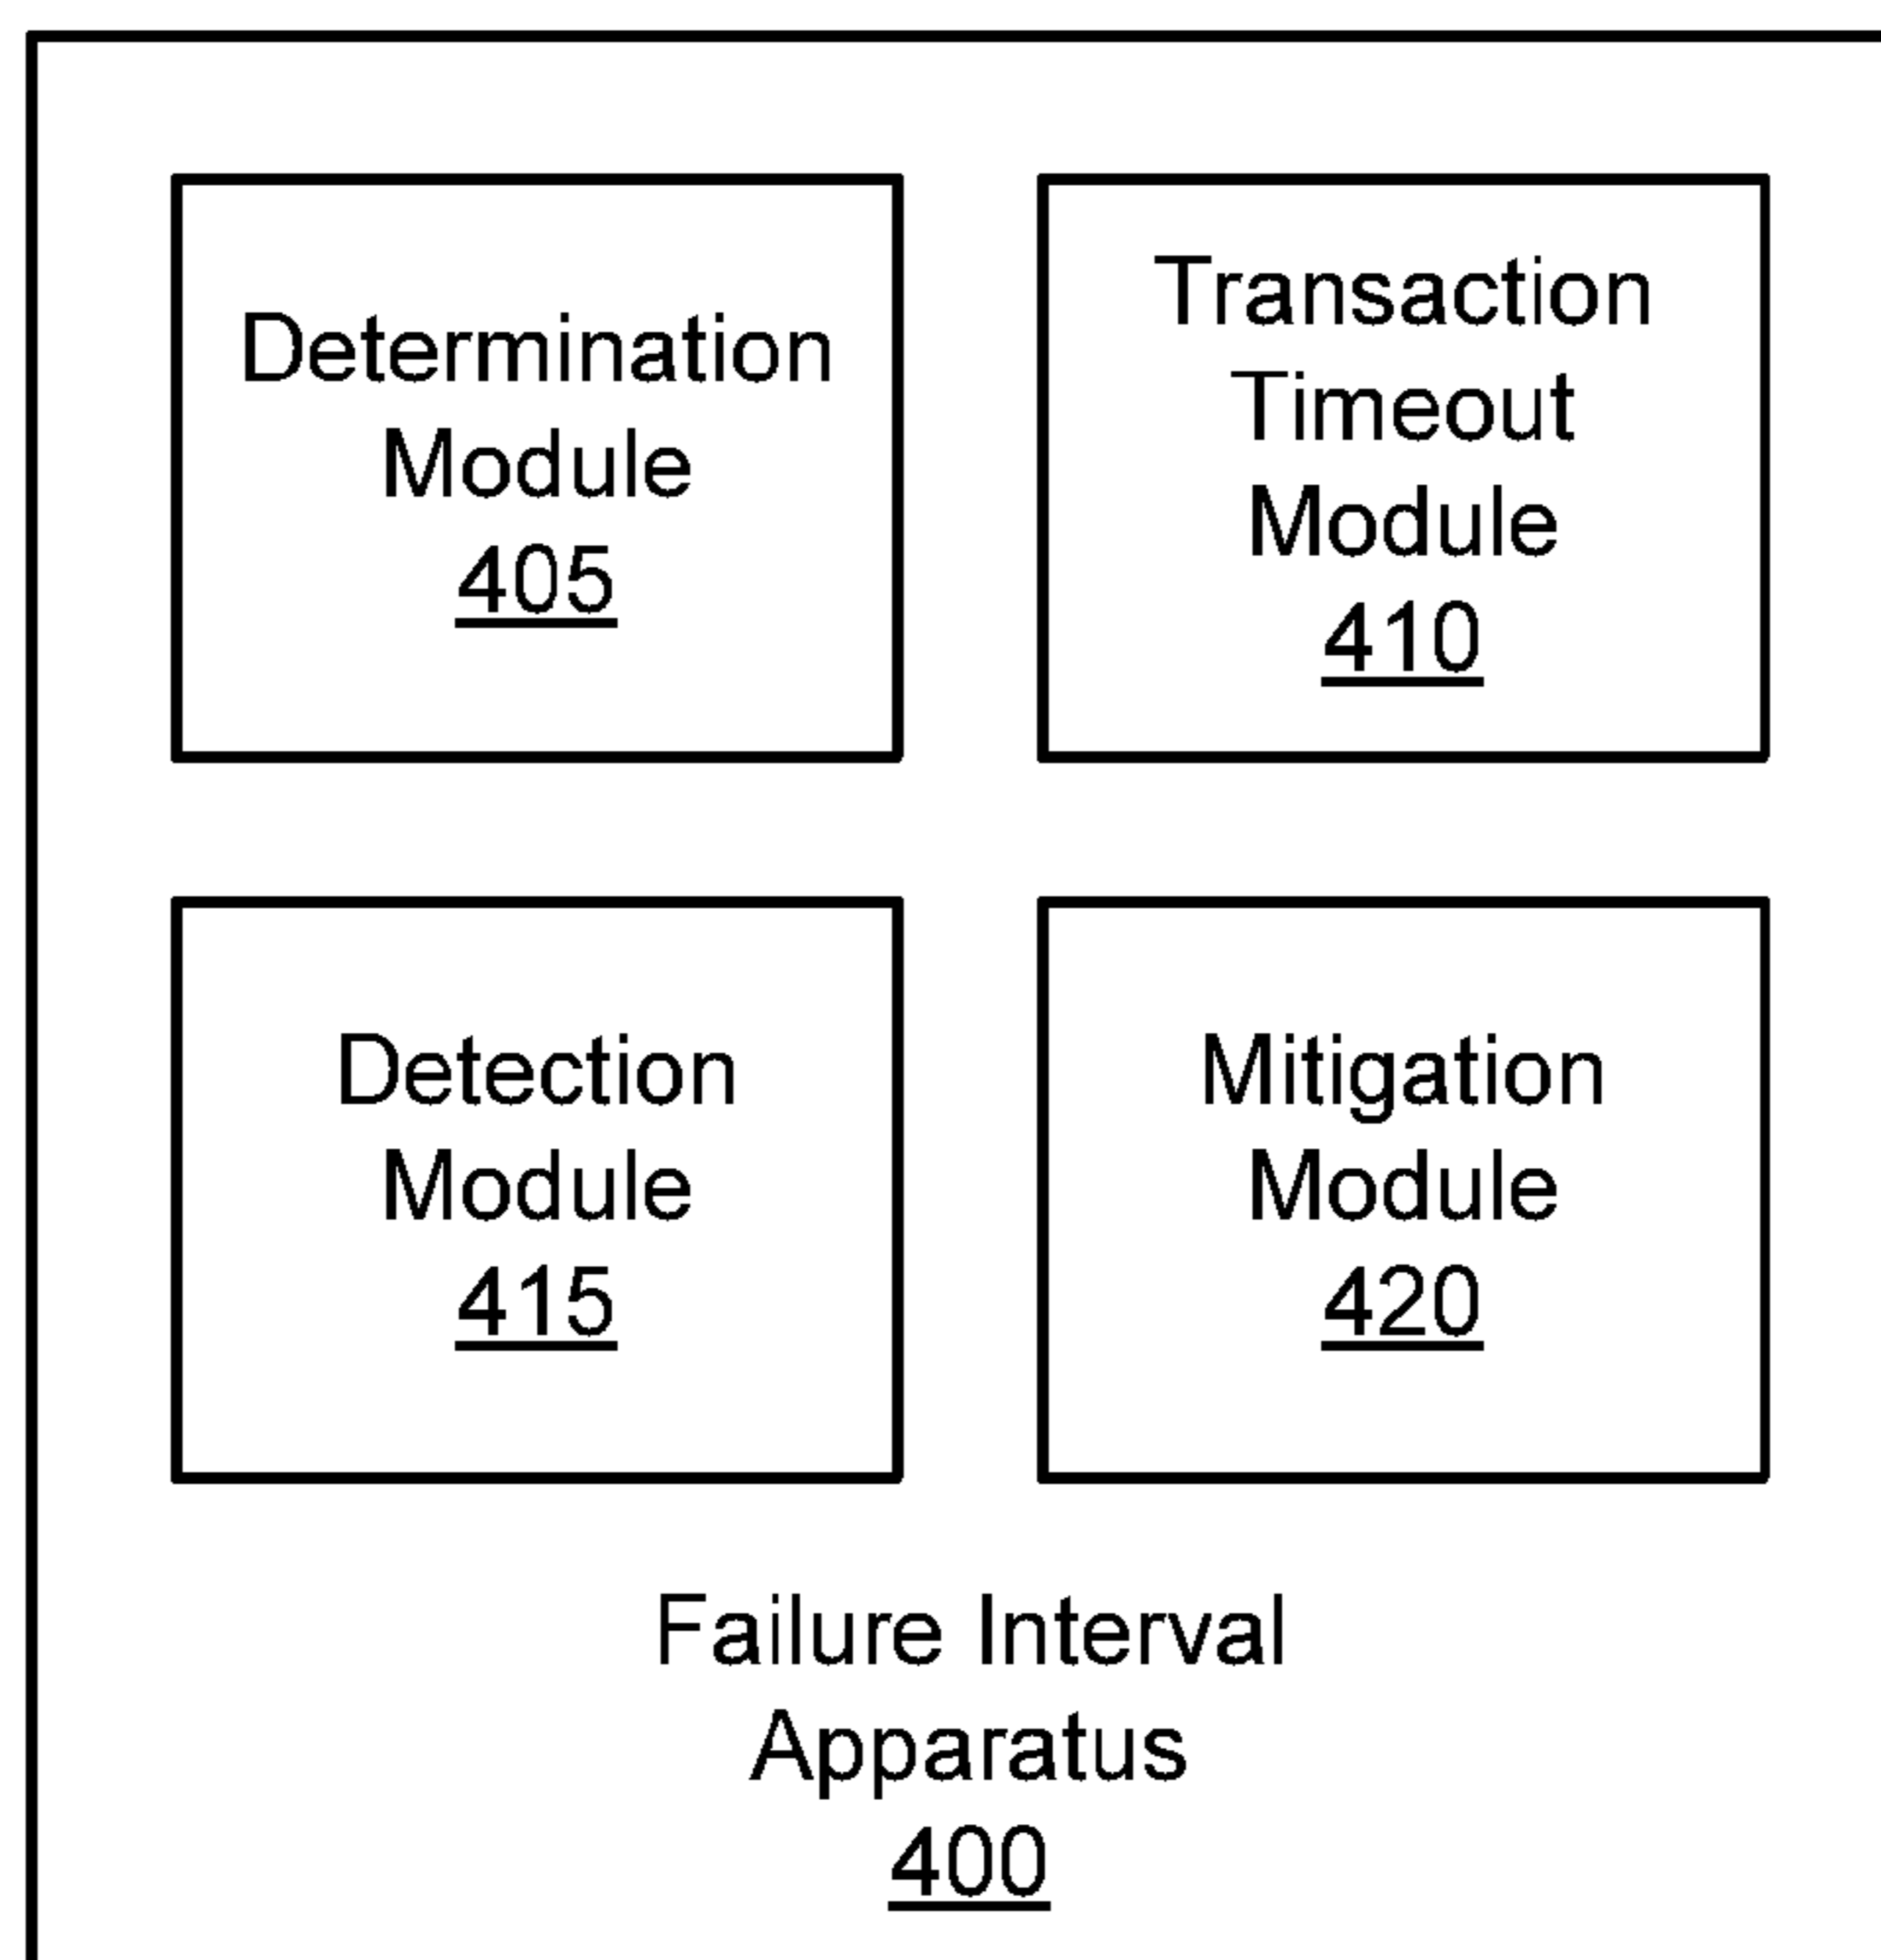 Determination
Module
405
Transaction
Timeout
Module
410
Detection
Module
415
Mitigation
Module
420
Failure Interval
Apparatus
400